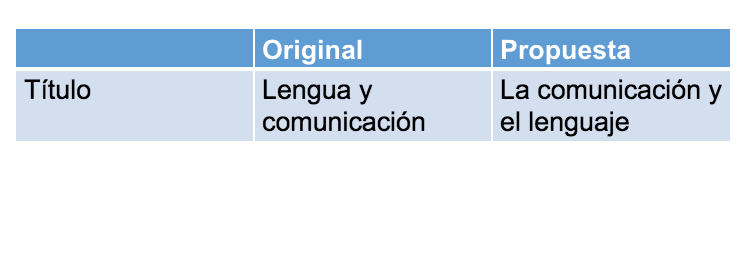 Original Propuesta
Título Lengua y La comunicación y
comunicación el lenguaje